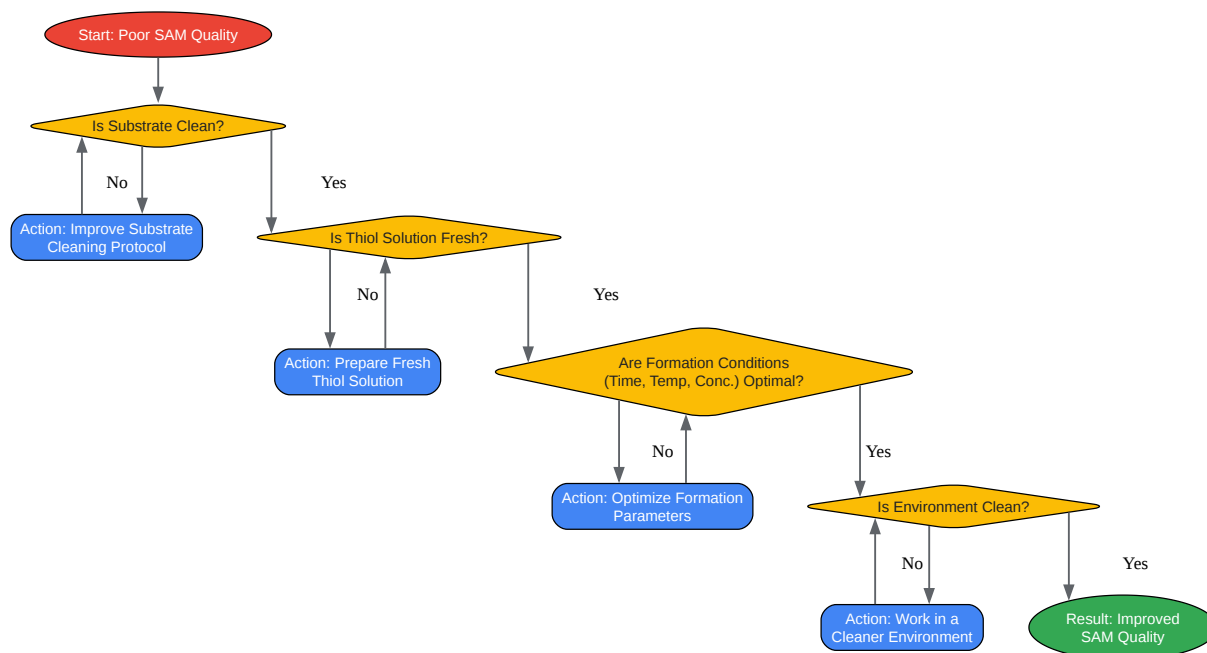 Start: Poor SAM Quality
Is Substrate Clean?
No
Yes
Action: Improve Substrate
Cleaning Protocol
Is Thiol Solution Fresh?
No
Yes
Action: Prepare Fresh
Thiol Solution
Are Formation Conditions
(Time, Temp, Conc.) Optimal?
No
Yes
Action: Optimize Formation
Parameters
Is Environment Clean?
No
Yes
Action: Work in a
Cleaner Environment
Result: Improved
SAM Quality